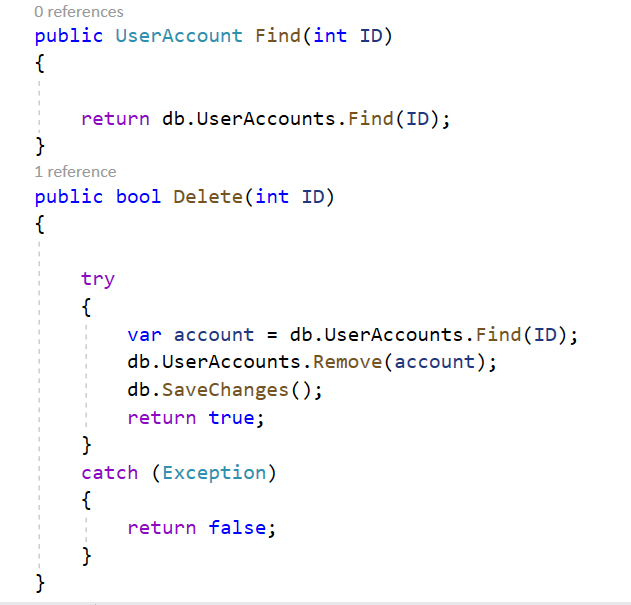 0 references
public UserAccount Find(int ID)
{
return db.UserAccounts.Find(ID);
}
1 reference
public bool Delete(int ID)
{
try
{
var account = db.UserAccounts.Find(ID);
db.UserAccounts.Remove(account);
db.SaveChanges();
return true;
}
catch (Exception)
{
return false;
}
}